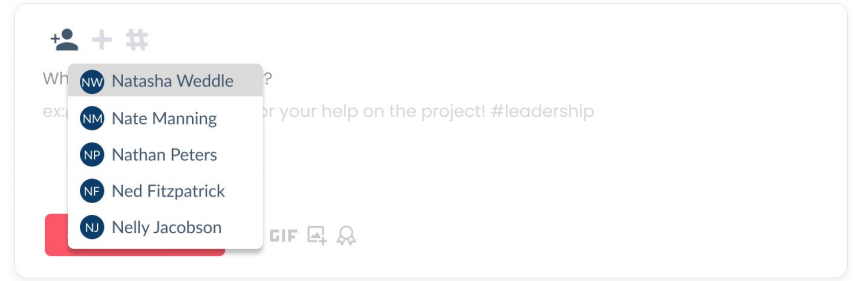 Wh
?
NW Natasha Weddle
ex:
or your help on the project! #leadership
NM Nate Manning
NP Nathan Peters
NF Ned Fitzpatrick
NJ Nelly Jacobson
GIF